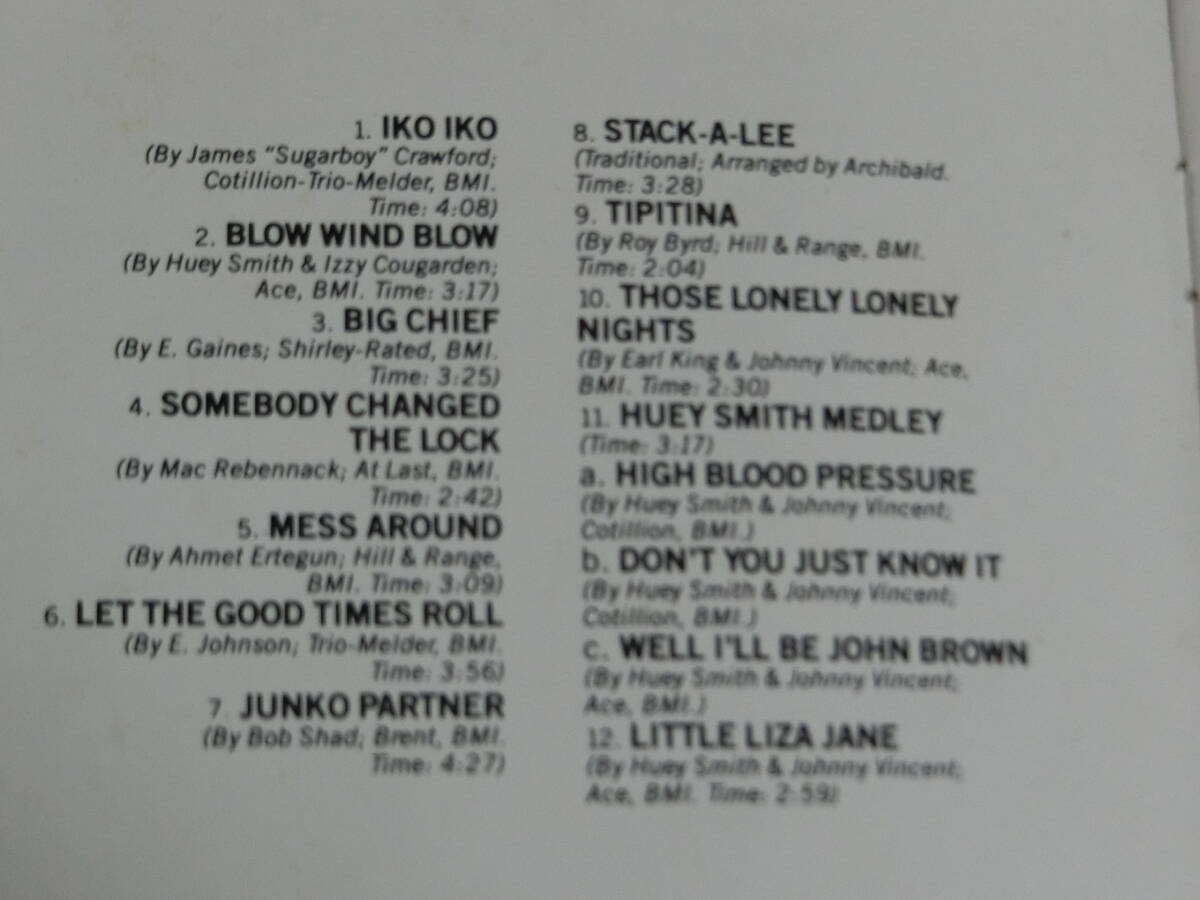 1. IKO IKO
(By James "Sugarboy" Crawford;
Cotillion-Trio-Melder, BMI.
Time: 4:08)
2. BLOW WIND BLOW
(By Huey Smith & Izzy Cougarden;
Ace, BMI. Time: 3:17)
3. BIG CHIEF
(By E. Gaines; Shirley-Rated, BMI.
Time: 3:25)
4. SOMEBODY CHANGED
THE LOCK
(By Mac Rebennack; At Last, BMI.
Time: 2:42)
5. MESS AROUND
(By Ahmet Ertegun; Hill & Range,
BMI. Time: 3:09)
6. LET THE GOOD TIMES ROLL
(By E. Johnson; Trio-Melder, BMI.
Time: 3:56)
7. JUNKO PARTNER
(By Bob Shad; Brent, BMI.
Time: 4:27)
8. STACK-A-LEE
(Traditional; Arranged by Archibald.
Time: 3:28)
9. TIPITINA
(By Roy Byrd; Hill & Range, BMI.
Time: 2:04)
10. THOSE LONELY LONELY
NIGHTS
(By Earl King & Johnny Vincent; Ace,
BMI. Time: 2:30)
11. HUEY SMITH MEDLEY
(Time: 3:17)
a. HIGH BLOOD PRESSURE
(By Huey Smith & Johnny Vincent;
Cotillion, BMI.)
b. DON'T YOU JUST KNOW IT
(By Huey Smith & Johnny Vincent;
Cotillion, BMI.)
c. WELL I'LL BE JOHN BROWN
(By Huey Smith & Johnny Vincent;
Ace, BMI.)
12. LITTLE LIZA JANE
(By Huey Smith & Johnny Vincent;
Ace, BMI. Time: 2:59)